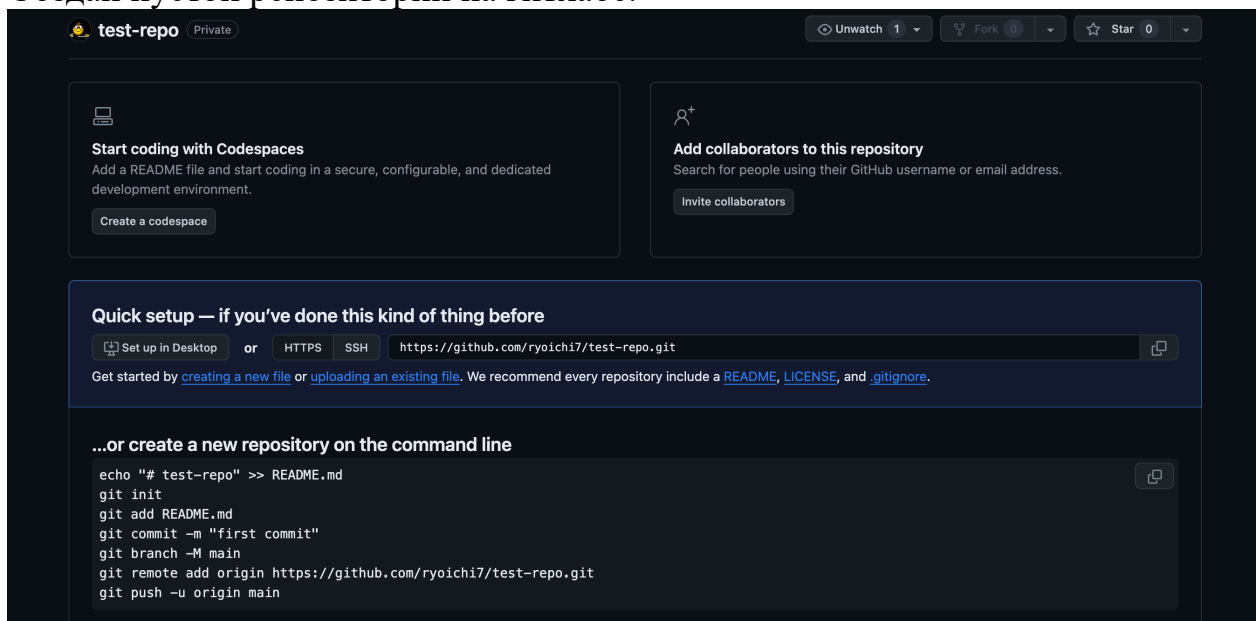 test-repo Private Unwatch 1 Fork 0 Star 0
Start coding with Codespaces
Add a README file and start coding in a secure, configurable, and dedicated
development environment.
Create a codespace
Add collaborators to this repository
Search for people using their GitHub username or email address.
Invite collaborators
Quick setup — if you've done this kind of thing before
Set up in Desktop or HTTPS SSH https://github.com/ryoichi7/test-repo.git
Get started by creating a new file or uploading an existing file. We recommend every repository include a README, LICENSE, and .gitignore.
...or create a new repository on the command line
echo "# test-repo" >> README.md
git init
git add README.md
git commit -m "first commit"
git branch -M main
git remote add origin https://github.com/ryoichi7/test-repo.git
git push -u origin main